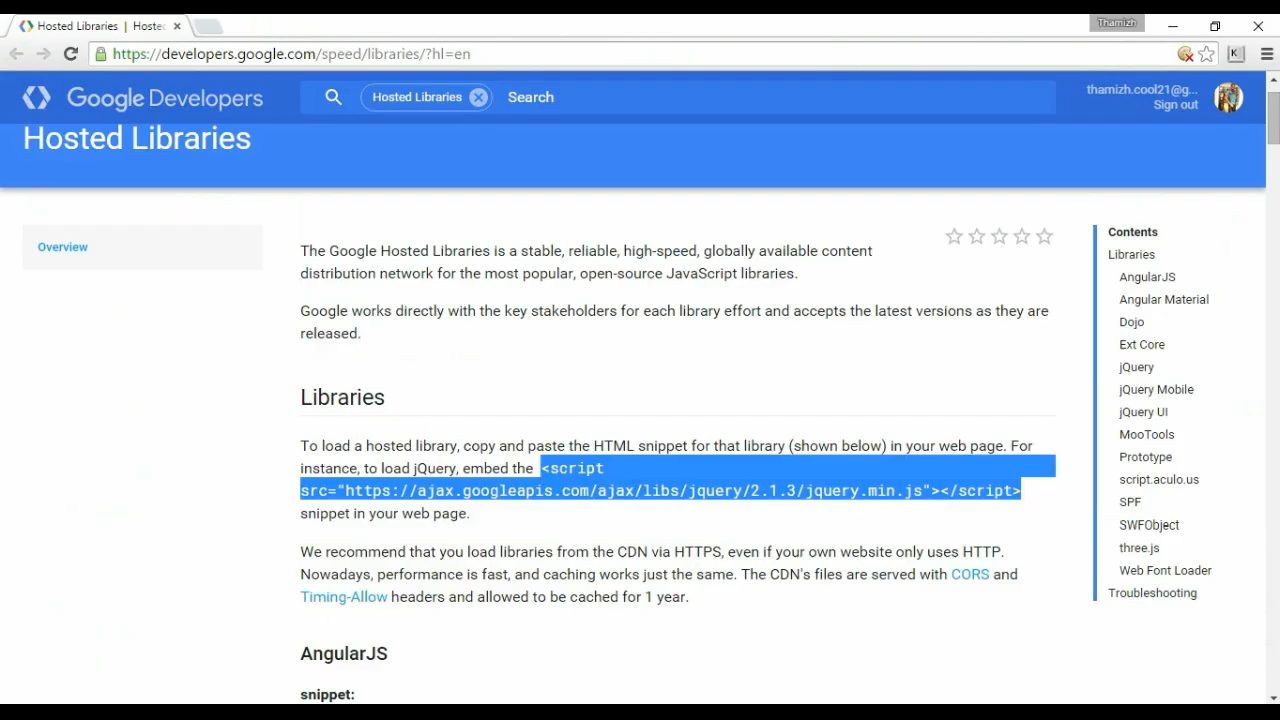 Hosted Libraries | Hoste
Thamizh
https://developers.google.com/speed/libraries/?hl=en
K
Google Developers
Hosted Libraries
Search
thamizh.cool21@g...
Sign out
Hosted Libraries
Overview
The Google Hosted Libraries is a stable, reliable, high-speed, globally available content
distribution network for the most popular, open-source JavaScript libraries.
Google works directly with the key stakeholders for each library effort and accepts the latest versions as they are
released.
Libraries
To load a hosted library, copy and paste the HTML snippet for that library (shown below) in your web page. For
instance, to load jQuery, embed the <script
src="https://ajax.googleapis.com/ajax/libs/jquery/2.1.3/jquery.min.js"></script>
snippet in your web page.
We recommend that you load libraries from the CDN via HTTPS, even if your own website only uses HTTP.
Nowadays, performance is fast, and caching works just the same. The CDN's files are served with CORS and
Timing-Allow headers and allowed to be cached for 1 year.
AngularJS
snippet:
Contents
Libraries
AngularJS
Angular Material
Dojo
Ext Core
jQuery
jQuery Mobile
jQuery UI
MooTools
Prototype
script.aculo.us
SPF
SWFObject
three.js
Web Font Loader
Troubleshooting